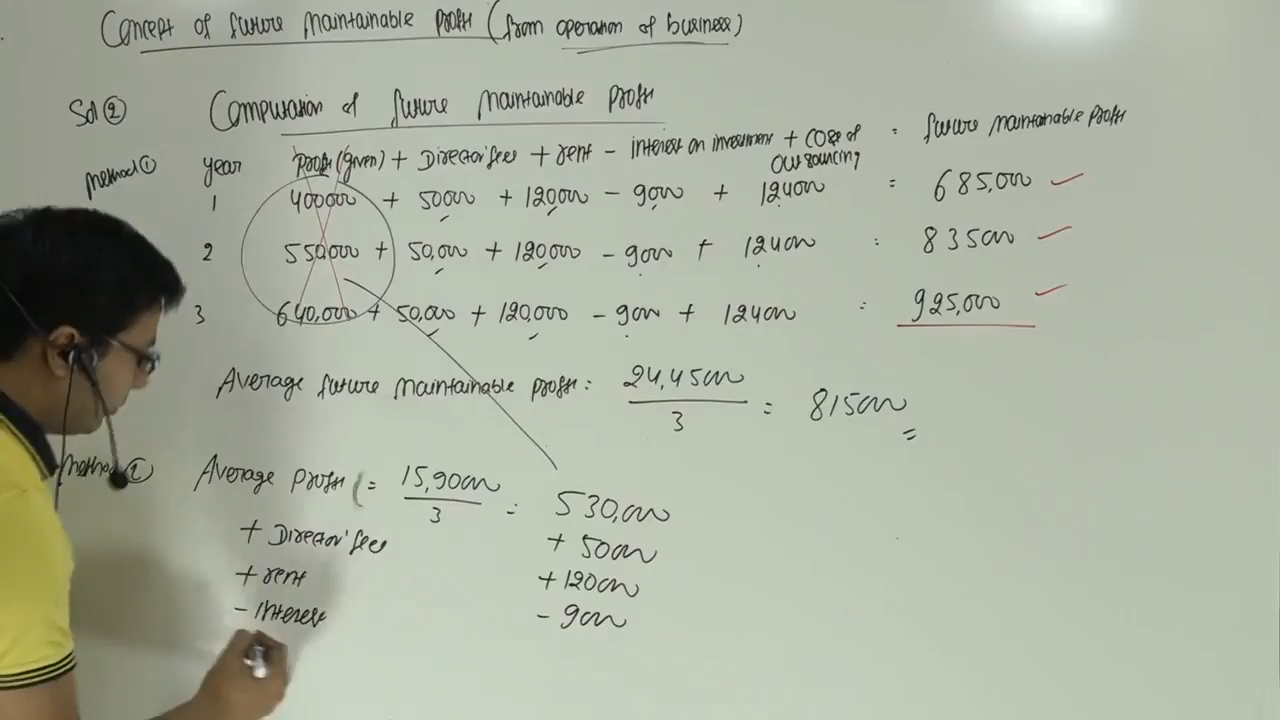 Concept of future maintainable profit (from operation of business)
Sol ② Computation of future maintainable profit
method ① year profit (given) + Director'fees + rent - interest on investment + cost of outsourcing = future maintainable profit
1 400000 + 50000 + 120000 - 9000 + 124000 = 685,000
2 550000 + 50,000 + 120000 - 9000 + 124000 : 835000
3 640,000 + 50,000 + 120,000 - 9000 + 124000 : 925,000
Average future maintainable profit: 24,45000 / 3 = 815000
Average profit = 15,90000 / 3 = 530,000
+ Director'fees + 50000
+ rent + 120000
- interest - 9000